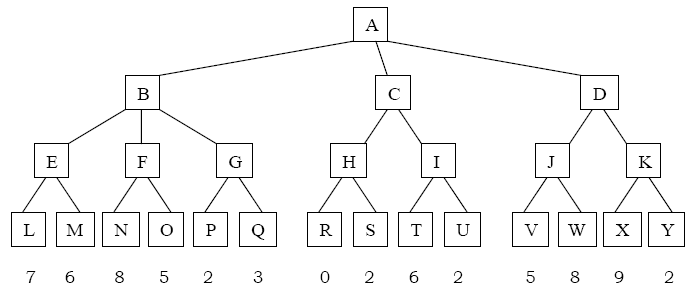 A
B C D
E F G H I J K
L M N O P Q R S T U V W X Y
7 6 8 5 2 3 0 2 6 2 5 8 9 2